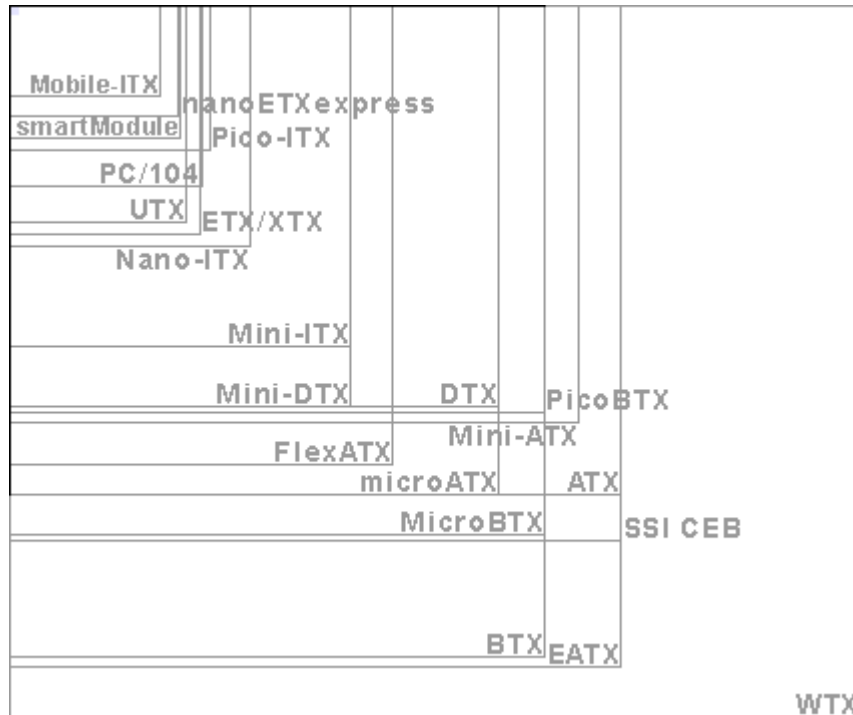 Mobile-ITX
nanoETXexpress
smartModule
Pico-ITX
PC/104
UTX
ETX/XTX
Nano-ITX
Mini-ITX
Mini-DTX
DTX
PicoBTX
Mini-ATX
FlexATX
microATX
ATX
MicroBTX
SSI CEB
BTX
EATX
WTX